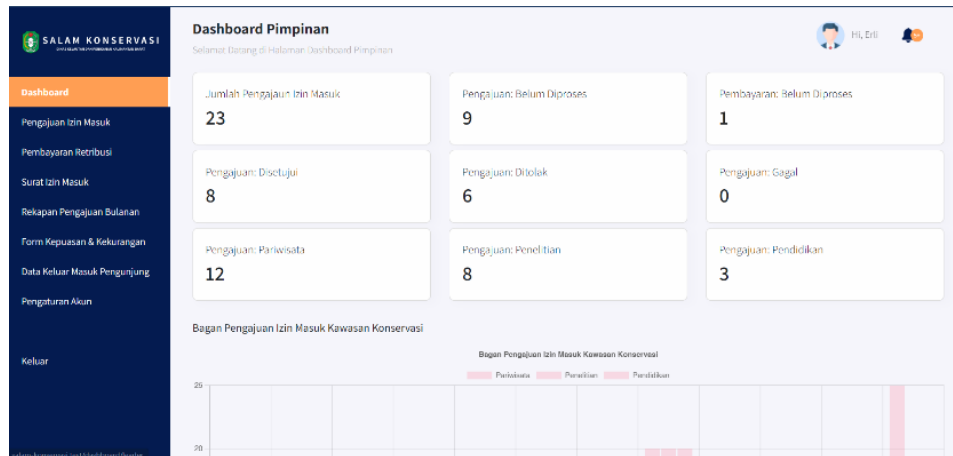 SALAM KONSERVASI
Dashboard Pimpinan
Selamat Datang di Halaman Dashboard Pimpinan
Hi, Erli
Dashboard
Pengajuan Izin Masuk
Pembayaran Retribusi
Surat Izin Masuk
Rekapan Pengajuan Bulanan
Form Kepuasan & Kekurangan
Data Keluar Masuk Pengunjung
Pengaturan Akun
Keluar
Jumlah Pengajaun Izin Masuk
23
Pengajuan: Belum Diproses
9
Pembayaran: Belum Diproses
1
Pengajuan: Disetujui
8
Pengajuan: Ditolak
6
Pengajuan: Gagal
0
Pengajuan: Pariwisata
12
Pengajuan: Penelitian
8
Pengajuan: Pendidikan
3
Bagan Pengajuan Izin Masuk Kawasan Konservasi
Bagan Pengajuan Izin Masuk Kawasan Konservasi
Pariwisata Penelitian Pendidikan
25
20